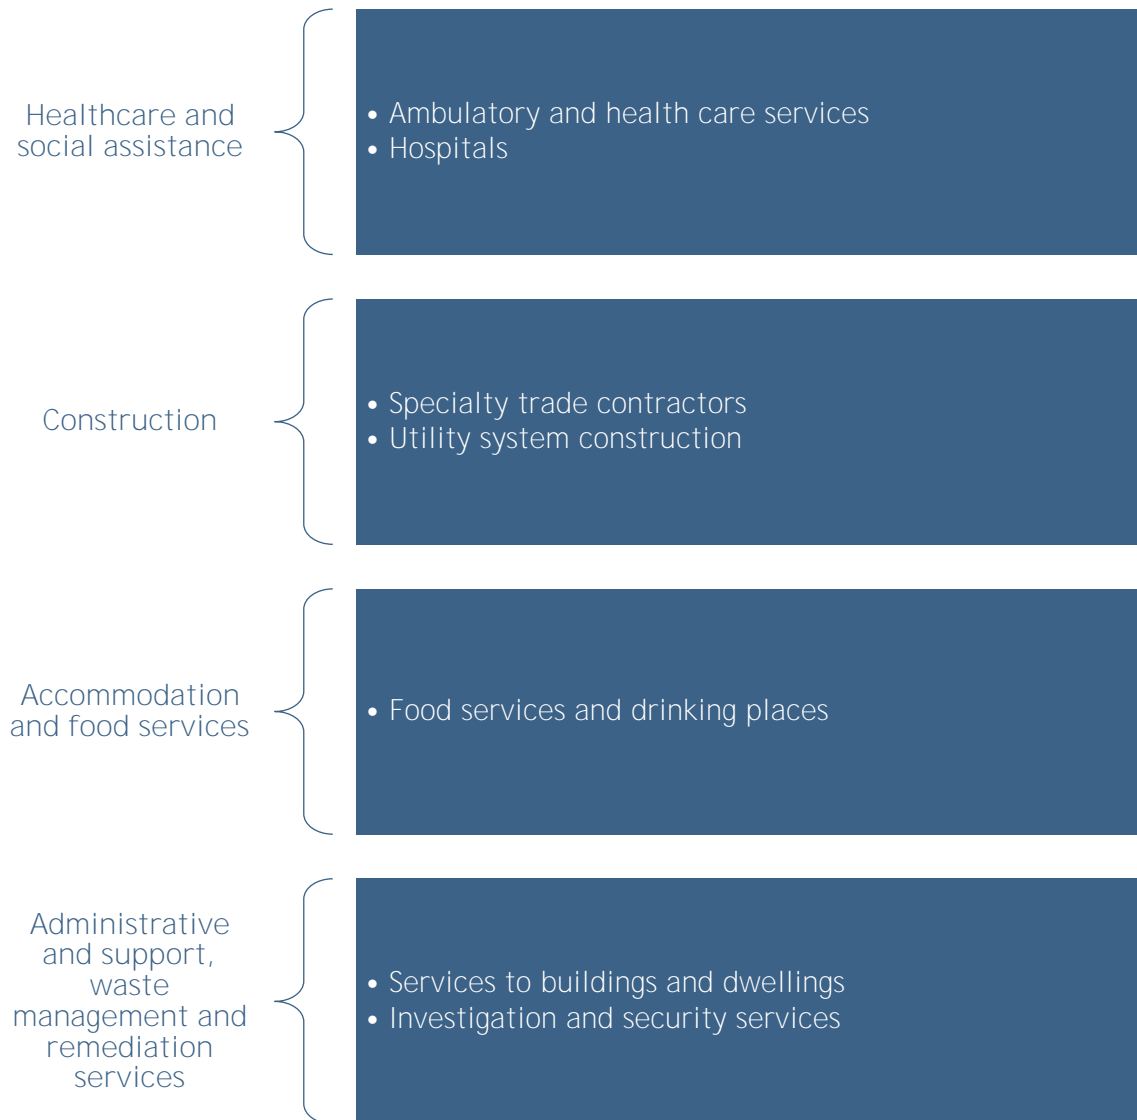 Healthcare and
social assistance
• Ambulatory and health care services
• Hospitals
Construction
• Specialty trade contractors
• Utility system construction
Accommodation
and food services
• Food services and drinking places
Administrative
and support,
waste
management and
remediation
services
• Services to buildings and dwellings
• Investigation and security services